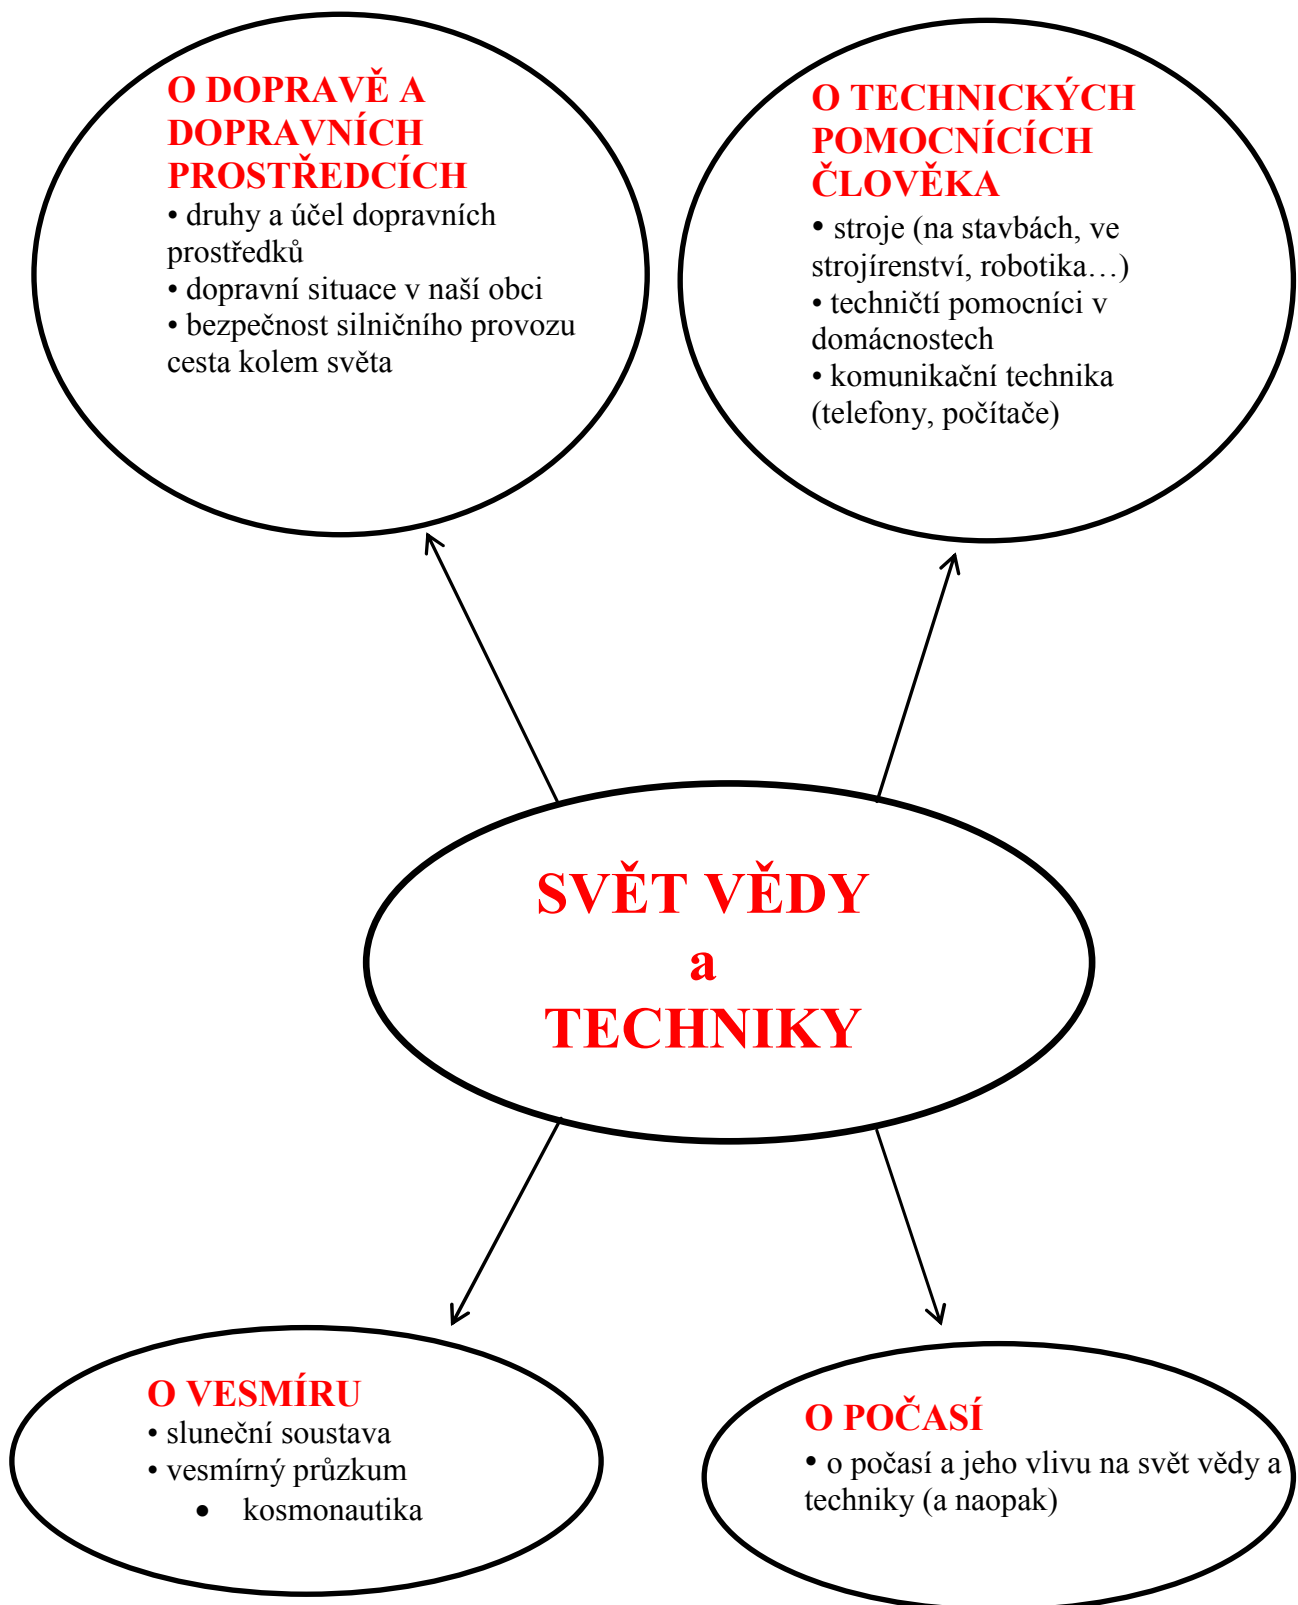 O DOPRAVĚ A
DOPRAVNÍCH
PROSTŘEDCÍCH
• druhy a účel dopravních
prostředků
• dopravní situace v naší obci
• bezpečnost silničního provozu
cesta kolem světa
O TECHNICKÝCH
POMOCNÍCÍCH
ČLOVĚKA
• stroje (na stavbách, ve
strojírenství, robotika…)
• techničtí pomocníci v
domácnostech
• komunikační technika
(telefony, počítače)
SVĚT VĚDY
a
TECHNIKY
O VESMÍRU
• sluneční soustava
• vesmírný průzkum
• kosmonautika
O POČASÍ
• o počasí a jeho vlivu na svět vědy a
techniky (a naopak)